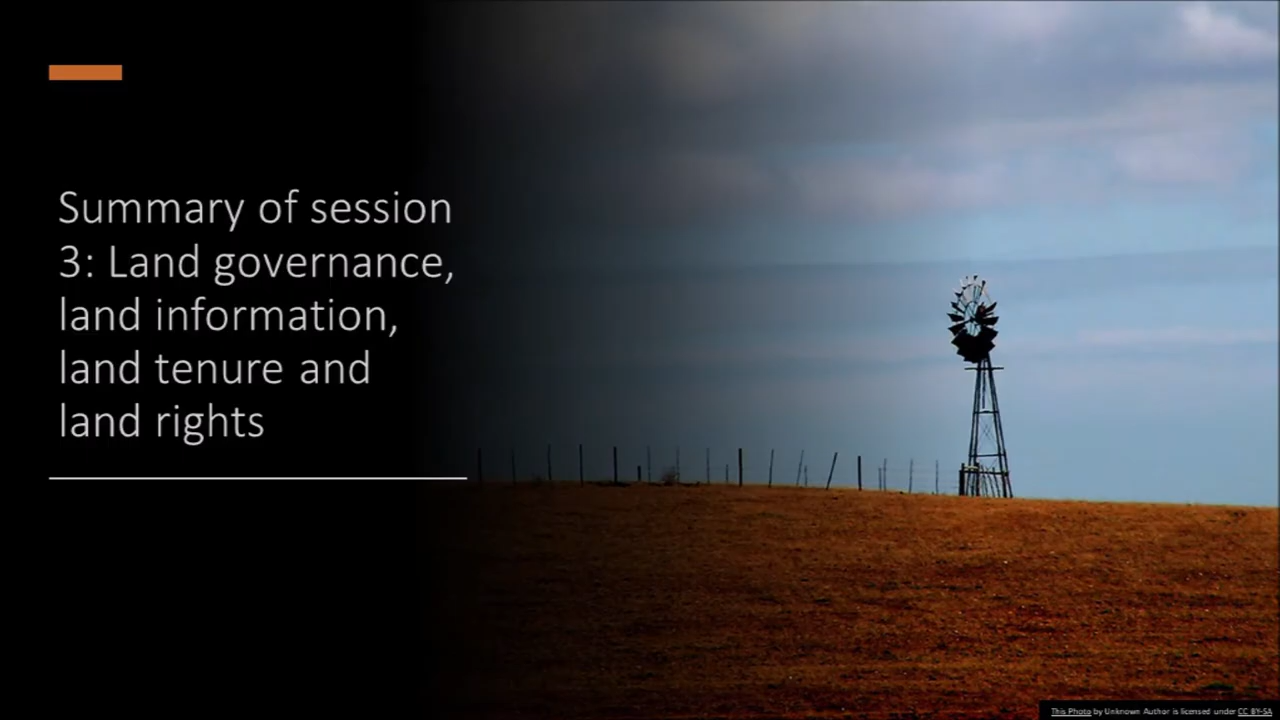 Summary of session
3: Land governance,
land information,
land tenure and
land rights
This Photo by Unknown Author is licensed under CC BY-SA